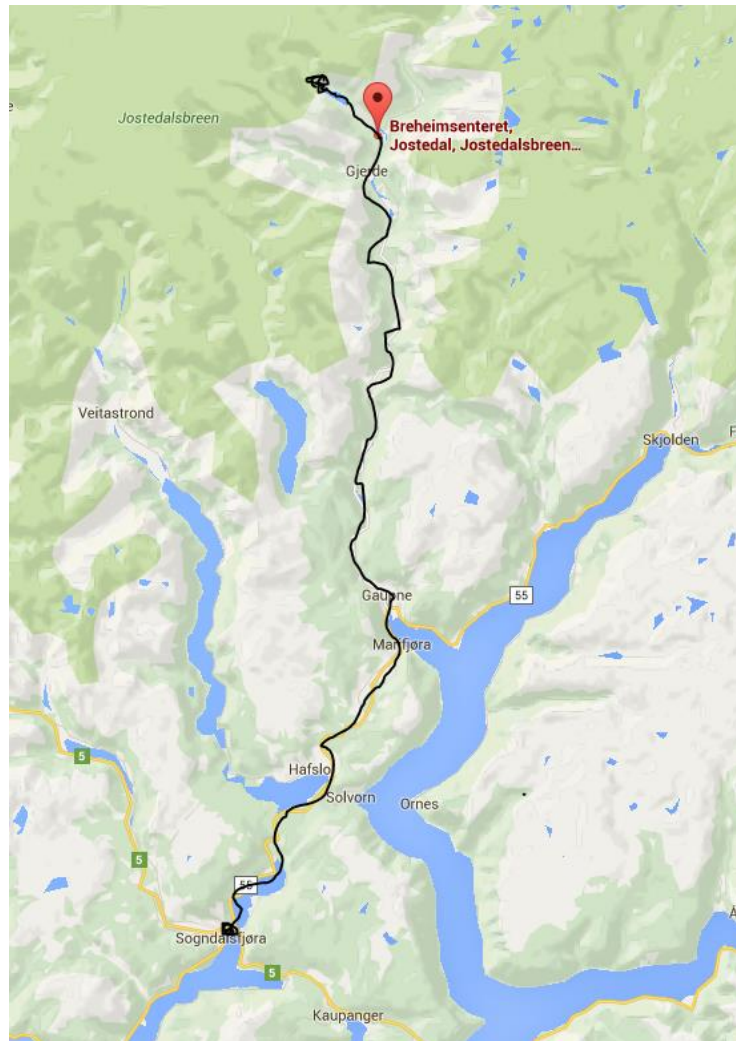 e
Jostedalsbreen
Breheimsenteret,
Jostedal, Jostedalsbreen...
Gjerde
Veitastrond
Skjolden
F
55
Gaupne
Marifjøra
5
Hafslo
Solvorn
Ornes
5
55
Å
Sogndalsfjøra
5
Kaupanger